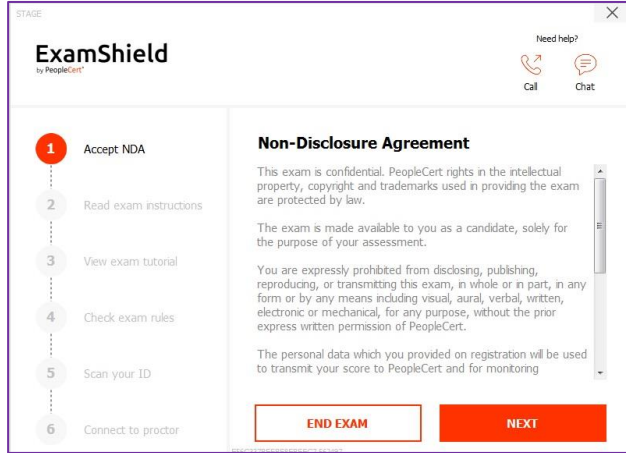 STAGE
ExamShield
by PeopleCert
Need help?
Call
Chat
1
Accept NDA
2
Read exam instructions
3
View exam tutorial
4
Check exam rules
5
Scan your ID
6
Connect to proctor
Non-Disclosure Agreement
This exam is confidential. PeopleCert rights in the intellectual
property, copyright and trademarks used in providing the exam
are protected by law.
The exam is made available to you as a candidate, solely for
the purpose of your assessment.
You are expressly prohibited from disclosing, publishing,
reproducing, or transmitting this exam, in whole or in part, in any
form or by any means including visual, aural, verbal, written,
electronic or mechanical, for any purpose, without the prior
express written permission of PeopleCert.
The personal data which you provided on registration will be used
to transmit your score to PeopleCert and for monitoring
END EXAM
NEXT